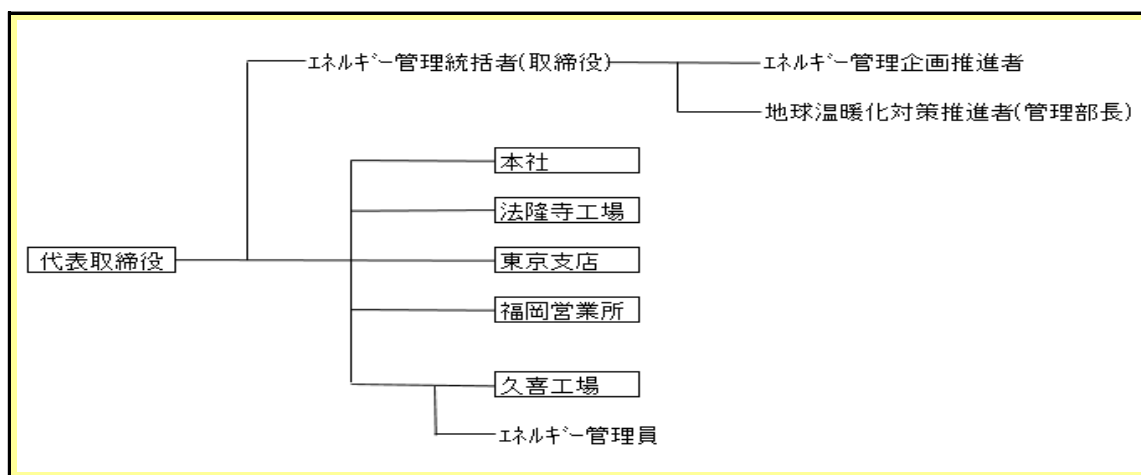 ｴﾈﾙｷﾞｰ管理統括者(取締役)
ｴﾈﾙｷﾞｰ管理企画推進者
地球温暖化対策推進者(管理部長)
本社
法隆寺工場
代表取締役
東京支店
福岡営業所
久喜工場
ｴﾈﾙｷﾞｰ管理員